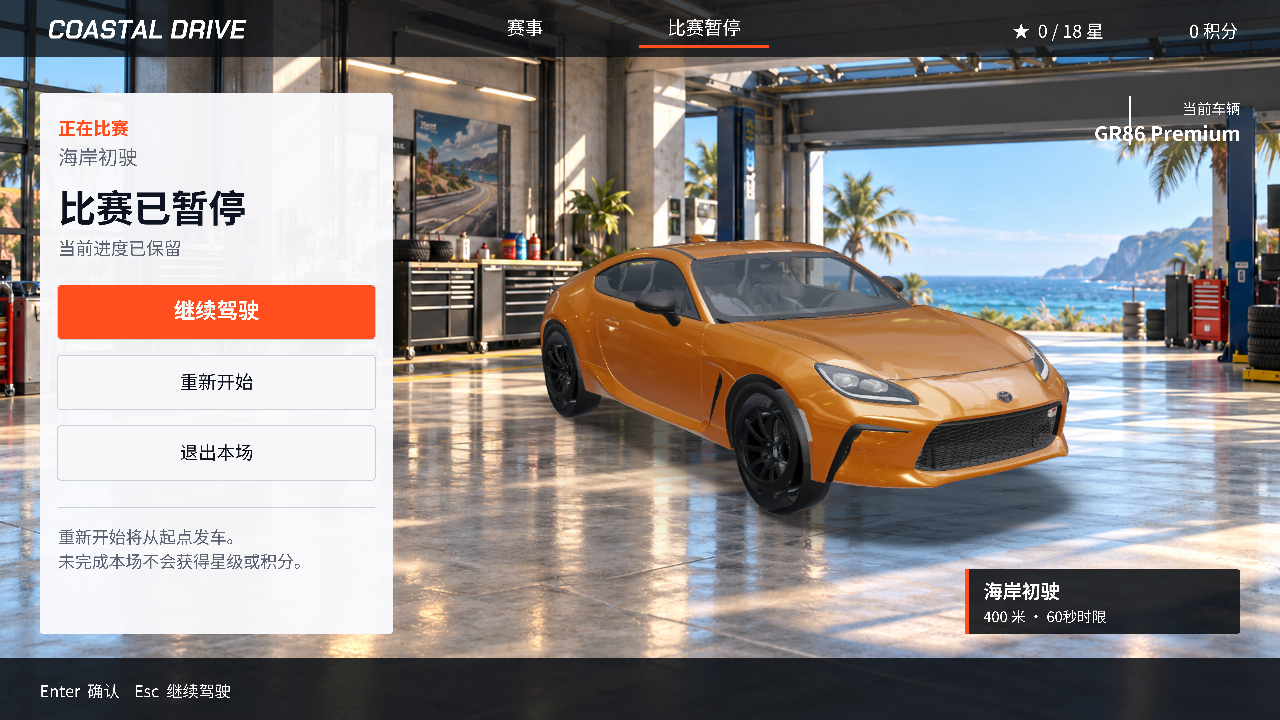 COASTAL DRIVE
赛事
比赛暂停
★ 0 / 18 星
0 积分
正在比赛
海岸初驶
比赛已暂停
当前进度已保留
继续驾驶
重新开始
退出本场
重新开始将从起点发车。
未完成本场不会获得星级或积分。
当前车辆
GR86 Premium
海岸初驶
400 米 · 60秒时限
Enter 确认 Esc 继续驾驶